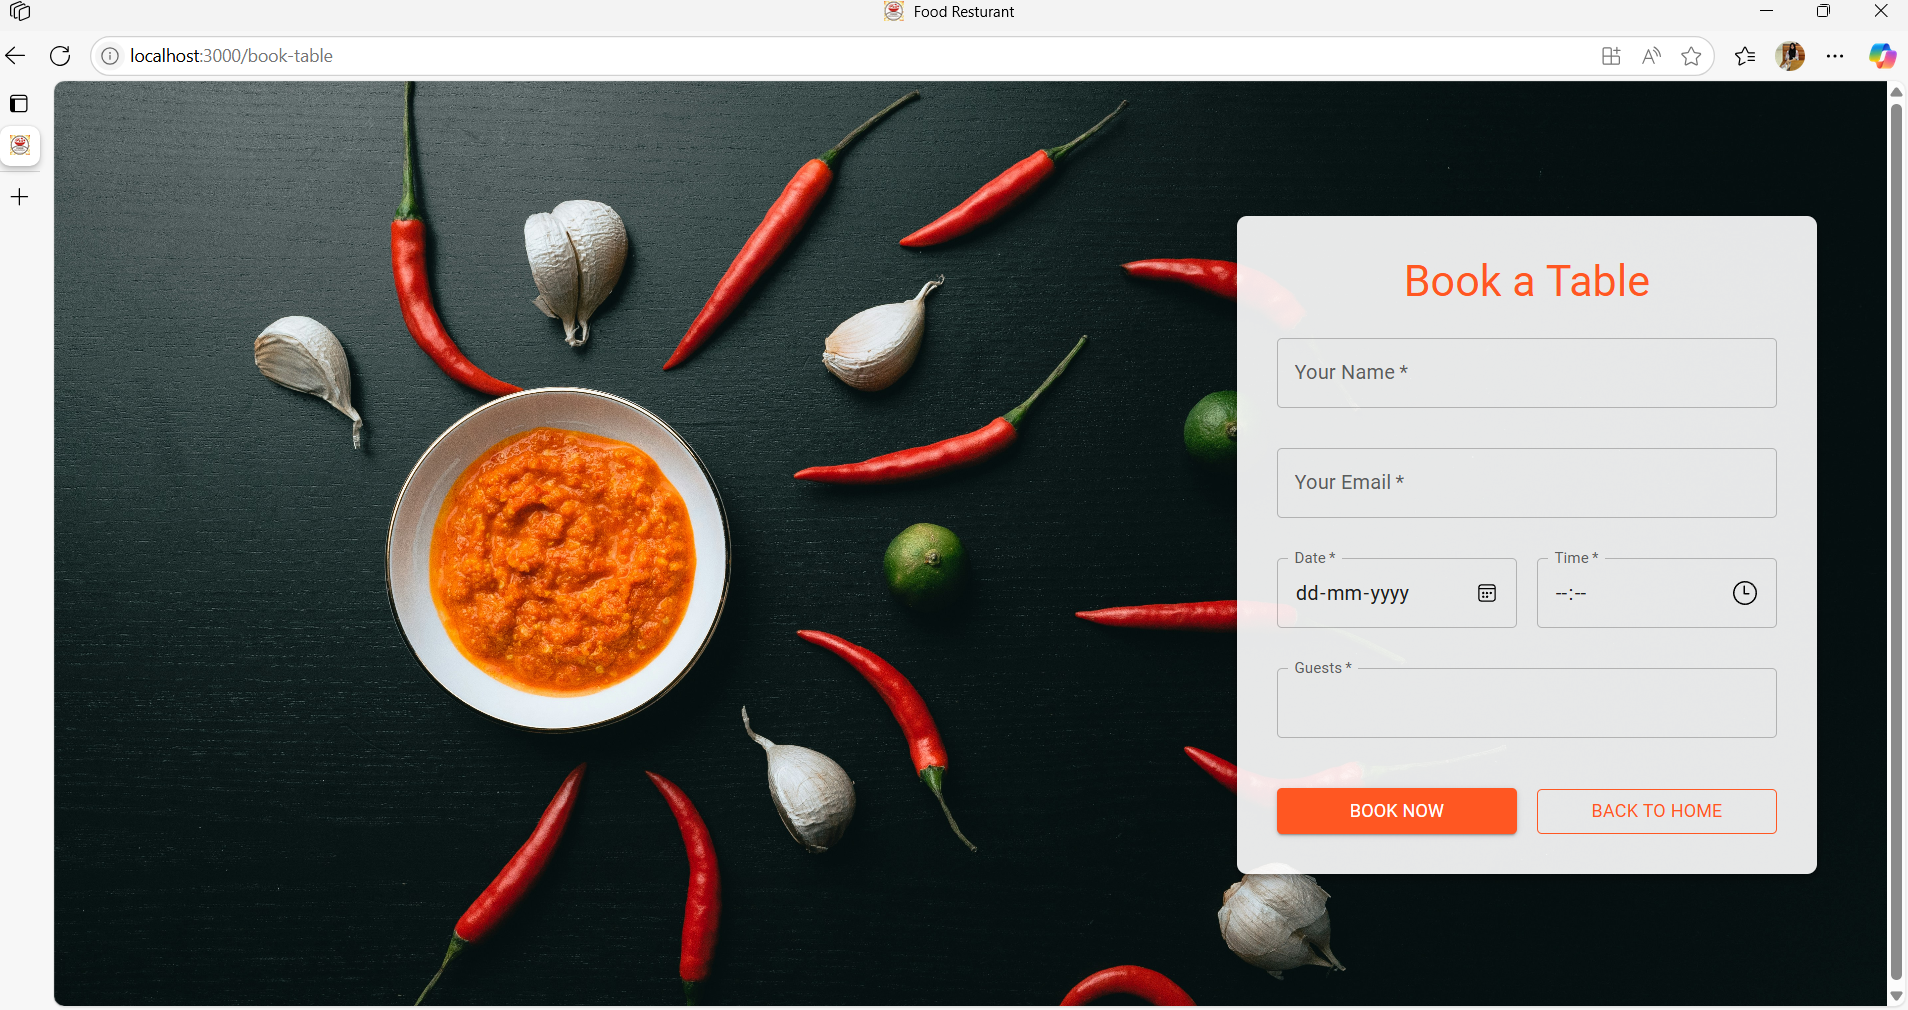 Food Resturant
localhost:3000/book-table
Book a Table
Your Name *
Your Email *
Date * Time *
dd-mm-yyyy --:--
Guests *
BOOK NOW BACK TO HOME